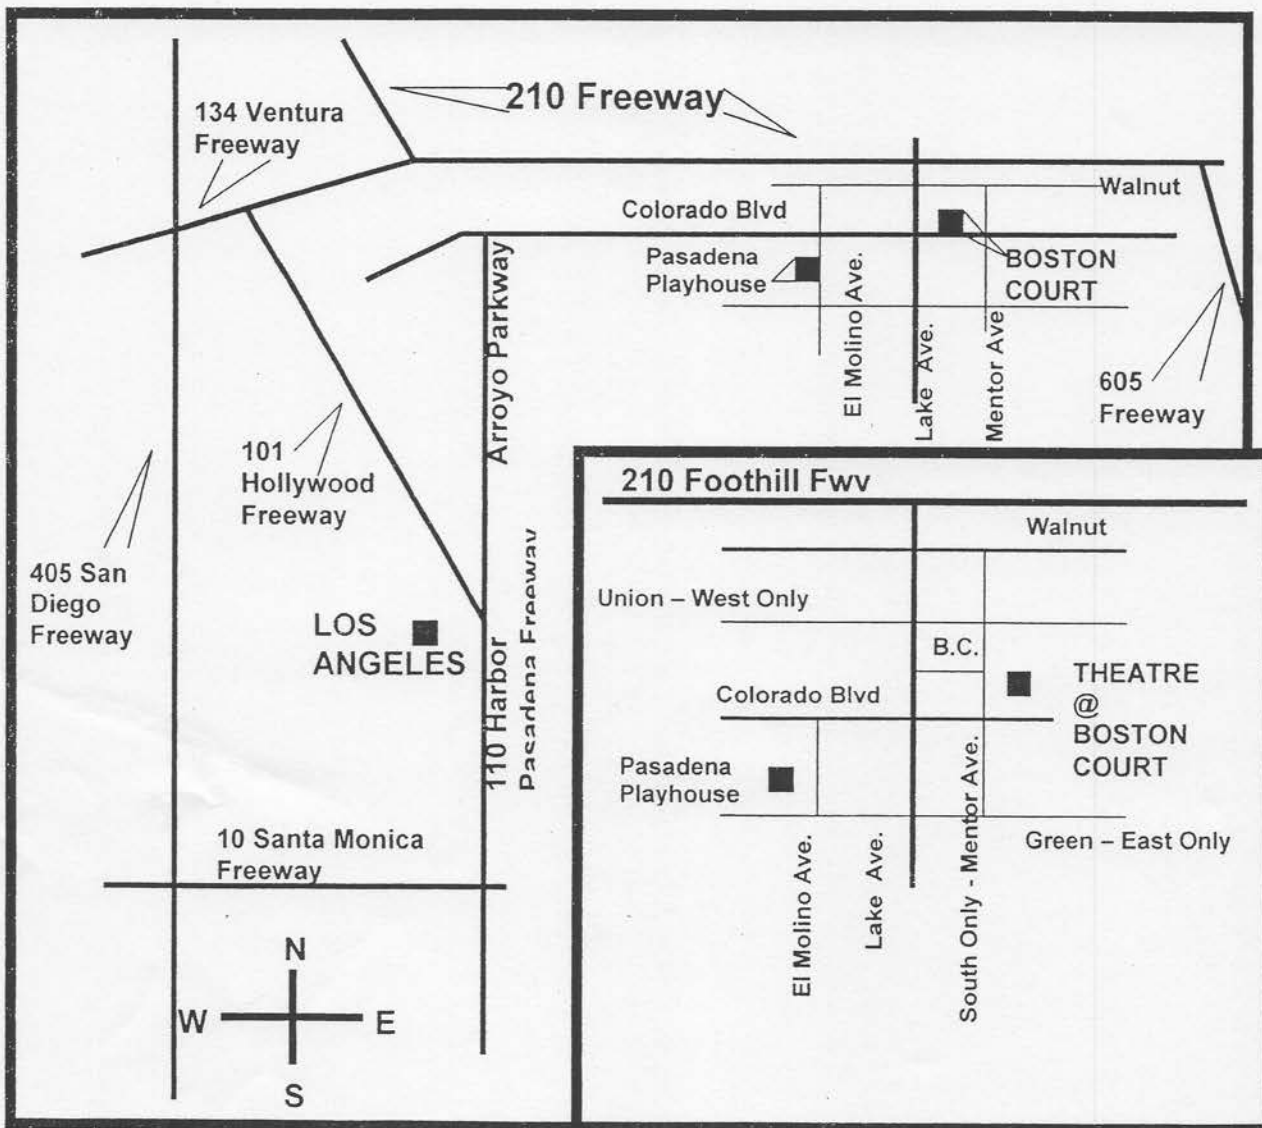 210 Freeway
134 Ventura
Freeway
Walnut
Colorado Blvd
Pasadena
Playhouse
BOSTON
COURT
El Molino Ave.
Lake Ave.
Mentor Ave
605
Freeway
Arroyo Parkway
101
Hollywood
Freeway
405 San
Diego
Freeway
LOS
ANGELES
110 Harbor
Pasadena Freeway
10 Santa Monica
Freeway
N
W E
S
210 Foothill Fwy
Walnut
Union – West Only
B.C.
Colorado Blvd
THEATRE
@
BOSTON
COURT
Pasadena
Playhouse
Green – East Only
El Molino Ave.
Lake Ave.
South Only - Mentor Ave.